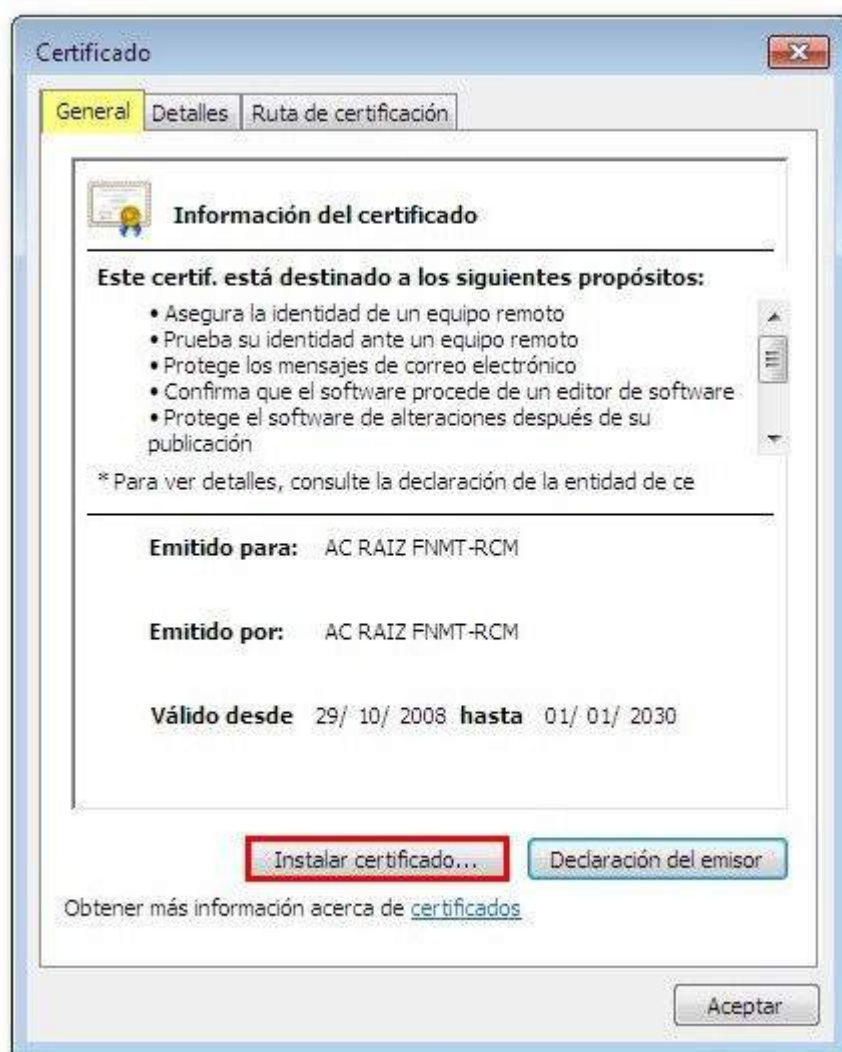 Certificado
General Detalles Ruta de certificación
Información del certificado
Este certif. está destinado a los siguientes propósitos:
• Asegura la identidad de un equipo remoto
• Prueba su identidad ante un equipo remoto
• Protege los mensajes de correo electrónico
• Confirma que el software procede de un editor de software
• Protege el software de alteraciones después de su
publicación
* Para ver detalles, consulte la declaración de la entidad de ce
Emitido para: AC RAIZ FNMT-RCM
Emitido por: AC RAIZ FNMT-RCM
Válido desde 29/ 10/ 2008 hasta 01/ 01/ 2030
Instalar certificado... Declaración del emisor
Obtener más información acerca de certificados
Aceptar